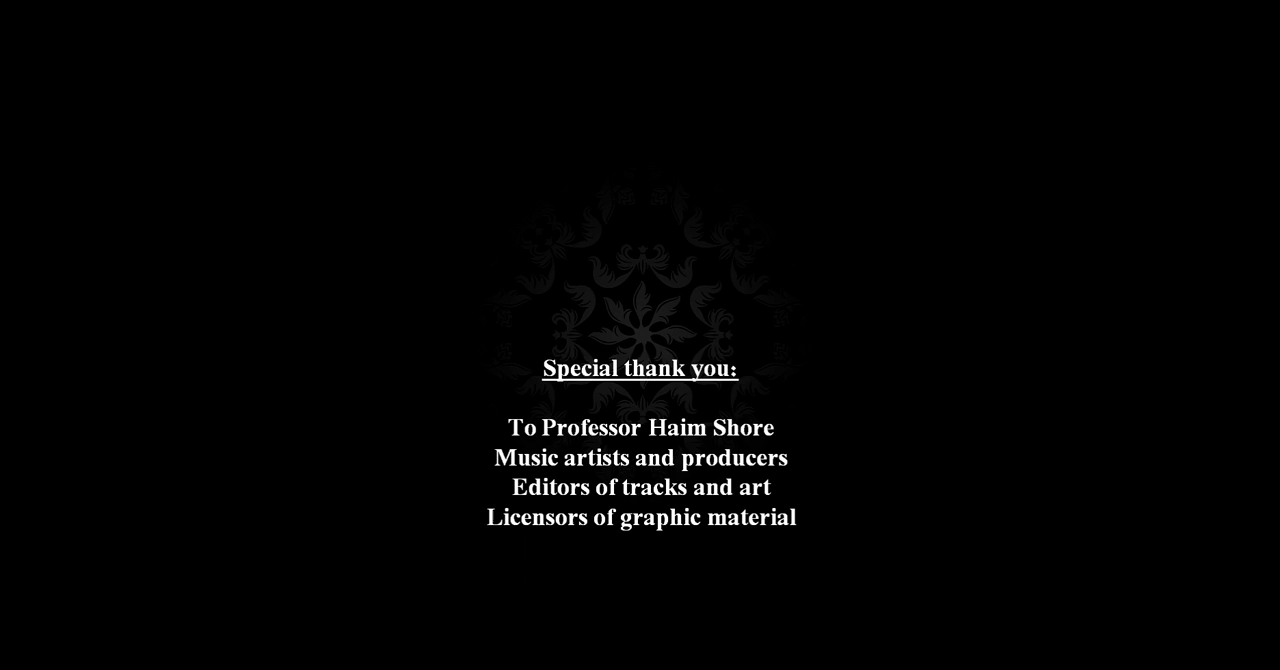 Special thank you:
To Professor Haim Shore
Music artists and producers
Editors of tracks and art
Licensors of graphic material